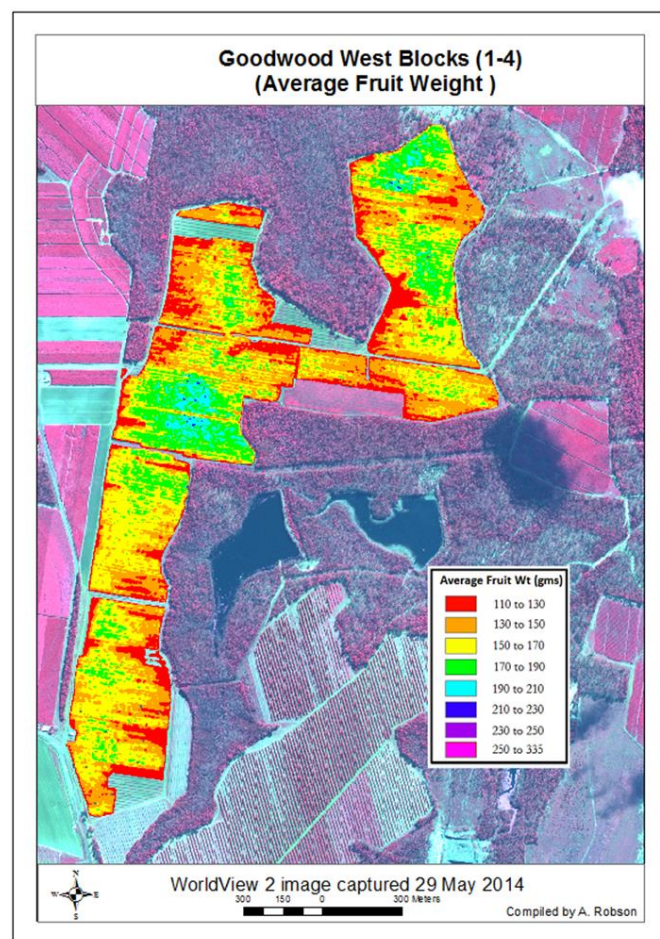 Goodwood West Blocks (1-4)
(Average Fruit Weight )
Average Fruit Wt (gms)
110 to 130
130 to 150
150 to 170
170 to 190
190 to 210
210 to 230
230 to 250
250 to 335
N
W E
S
WorldView 2 image captured 29 May 2014
300 150 0 300 Meters
Compiled by A. Robson